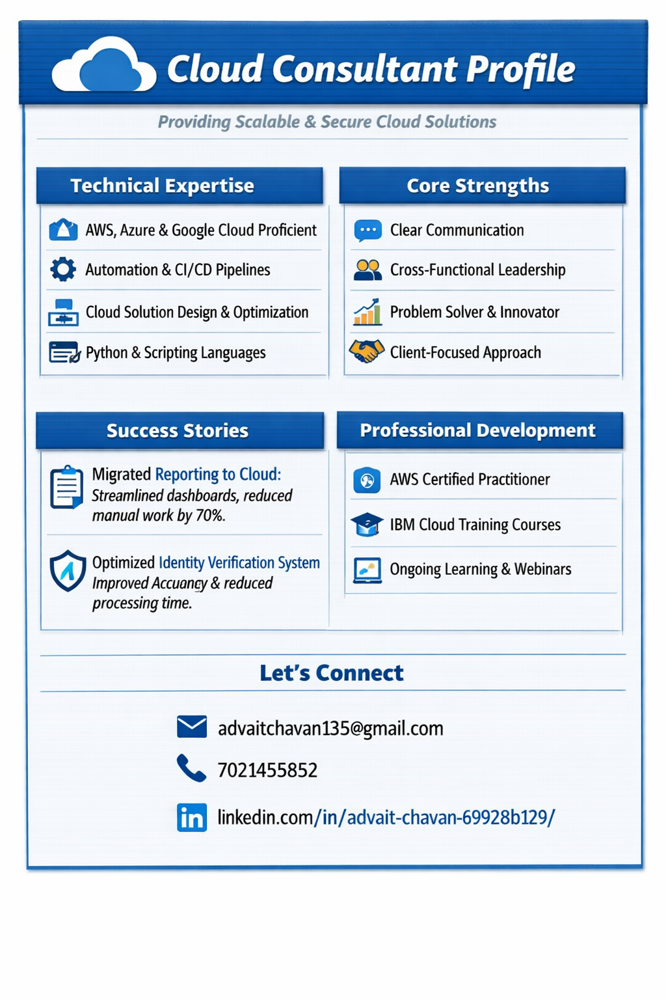 Cloud Consultant Profile
Providing Scalable & Secure Cloud Solutions
Technical Expertise
AWS, Azure & Google Cloud Proficient
Automation & CI/CD Pipelines
Cloud Solution Design & Optimization
Python & Scripting Languages
Core Strengths
Clear Communication
Cross-Functional Leadership
Problem Solver & Innovator
Client-Focused Approach
Success Stories
Migrated Reporting to Cloud:
Streamlined dashboards, reduced
manual work by 70%.
Optimized Identity Verification System
Improved Accuangy & reduced
processing time.
Professional Development
AWS Certified Practitioner
IBM Cloud Training Courses
Ongoing Learning & Webinars
Let's Connect
advaitchavan135@gmail.com
7021455852
in linkedin.com/in/advait-chavan-69928b129/